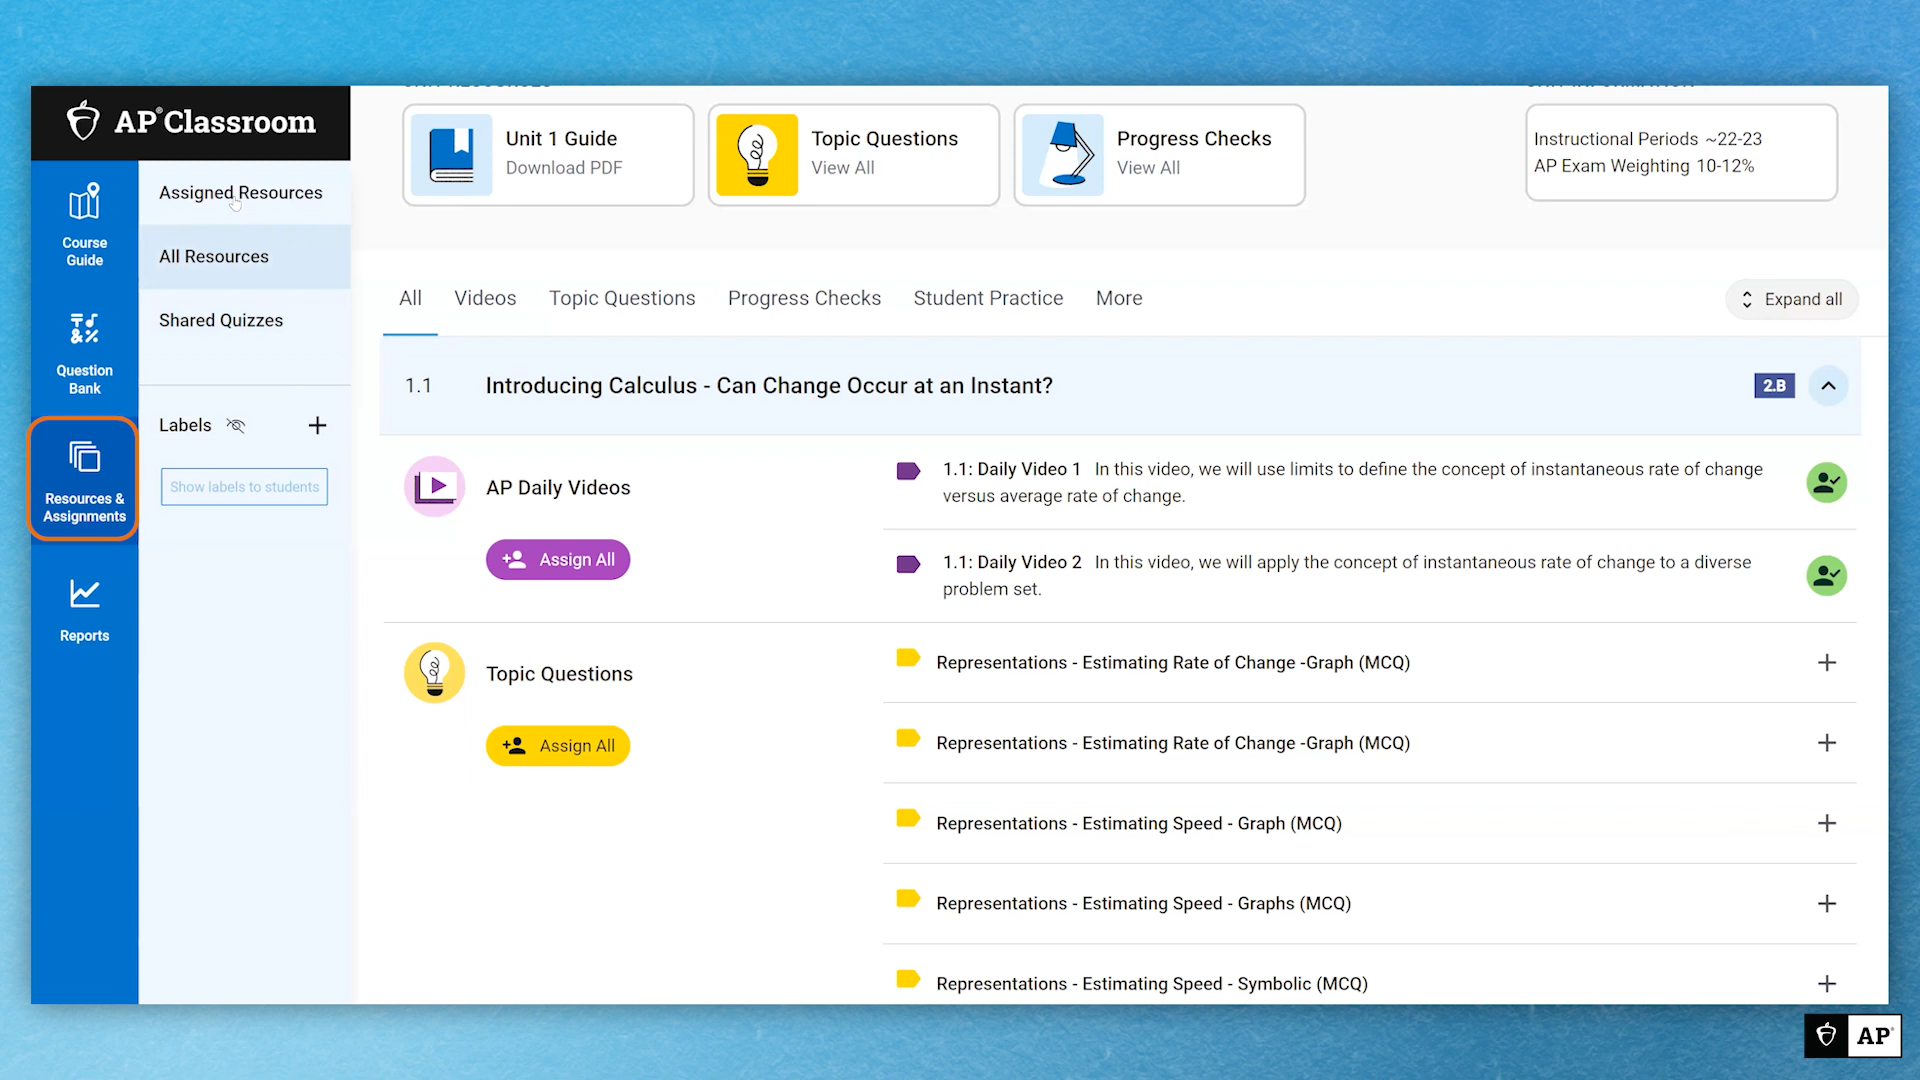 AP® Classroom
Course
Guide
Question
Bank
Resources &
Assignments
Reports
Assigned Resources
All Resources
Shared Quizzes
Labels
Show labels to students
Unit 1 Guide
Download PDF
Topic Questions
View All
Progress Checks
View All
Instructional Periods ~22-23
AP Exam Weighting 10-12%
All
Videos
Topic Questions
Progress Checks
Student Practice
More
Expand all
1.1 Introducing Calculus - Can Change Occur at an Instant?
2.B
AP Daily Videos
Assign All
1.1: Daily Video 1 In this video, we will use limits to define the concept of instantaneous rate of change
versus average rate of change.
1.1: Daily Video 2 In this video, we will apply the concept of instantaneous rate of change to a diverse
problem set.
Topic Questions
Assign All
Representations - Estimating Rate of Change -Graph (MCQ)
Representations - Estimating Rate of Change -Graph (MCQ)
Representations - Estimating Speed - Graph (MCQ)
Representations - Estimating Speed - Graphs (MCQ)
Representations - Estimating Speed - Symbolic (MCQ)
AP®